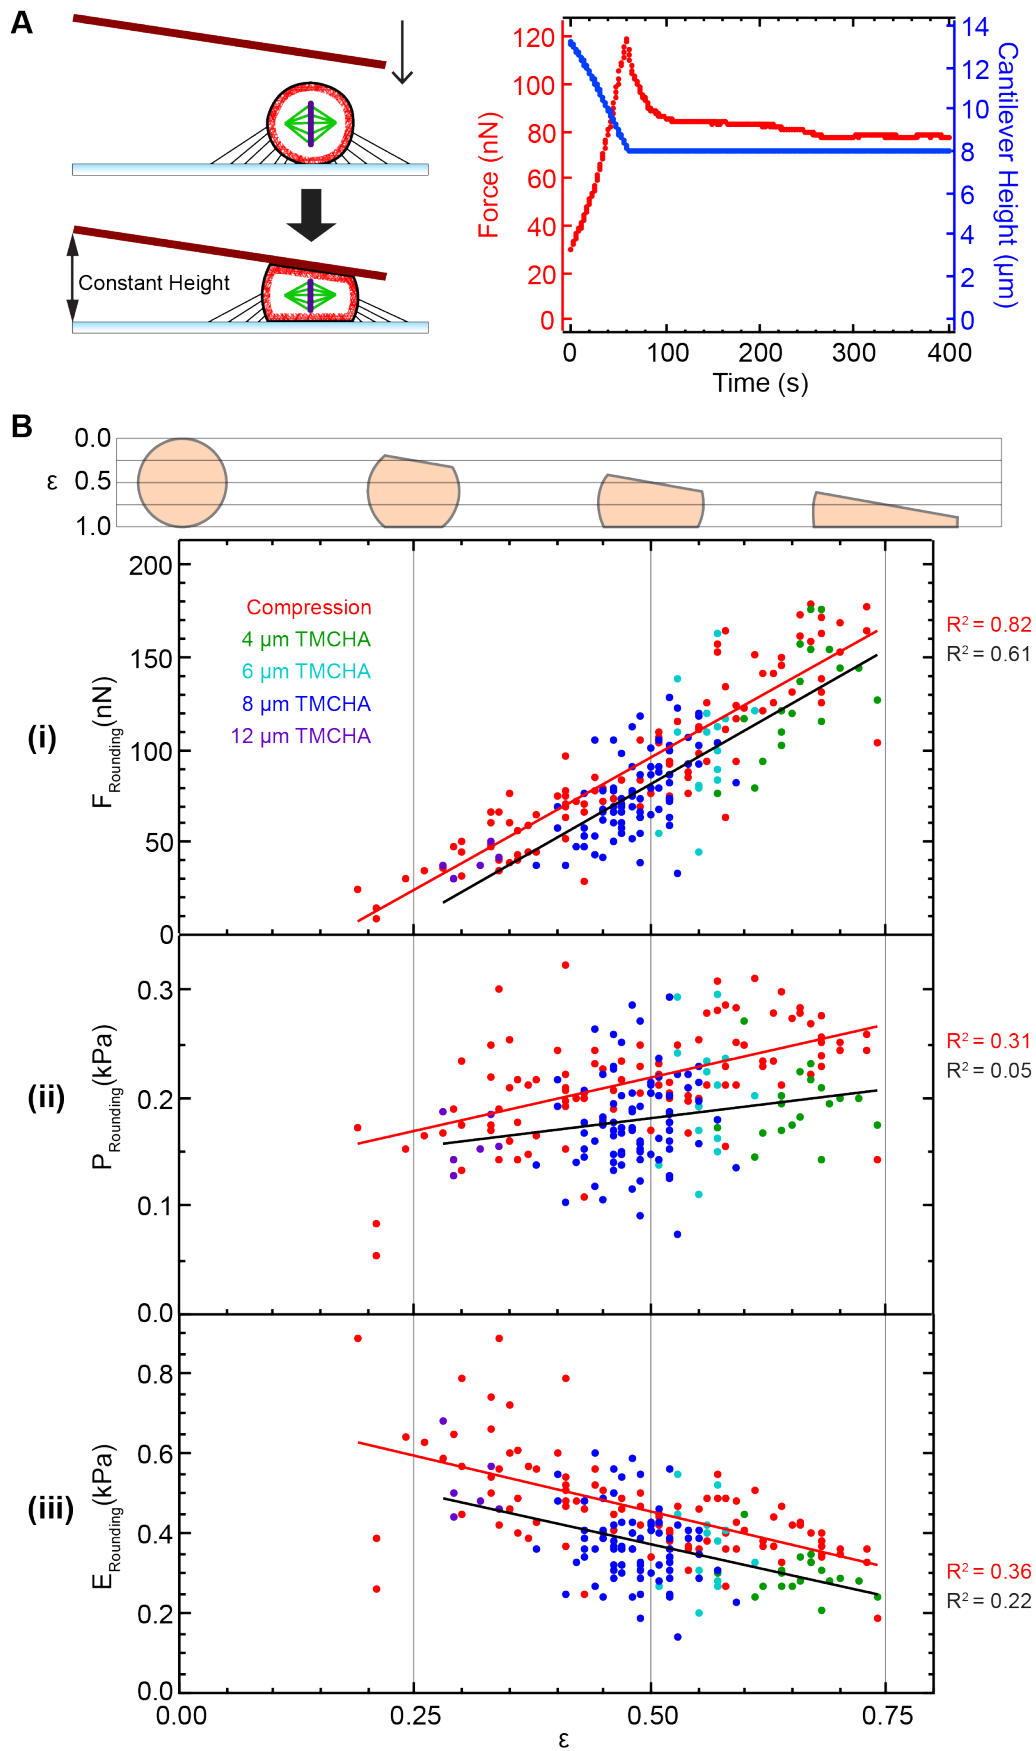 A
Constant Height
Force (nN)
120
100
80
60
40
20
0
14
12
10
8
6
4
2
0
Cantilever Height (µm)
0 100 200 300 400
Time (s)
B
ε
0.0
0.5
1.0
(i)
F Rounding (nN)
200
150
100
50
0
Compression
4 µm TMCHA
6 µm TMCHA
8 µm TMCHA
12 µm TMCHA
R² = 0.82
R² = 0.61
(ii)
P Rounding (kPa)
0.3
0.2
0.1
0.0
R² = 0.31
R² = 0.05
(iii)
E Rounding (kPa)
0.8
0.6
0.4
0.2
0.0
R² = 0.36
R² = 0.22
0.00 0.25 0.50 0.75
ε